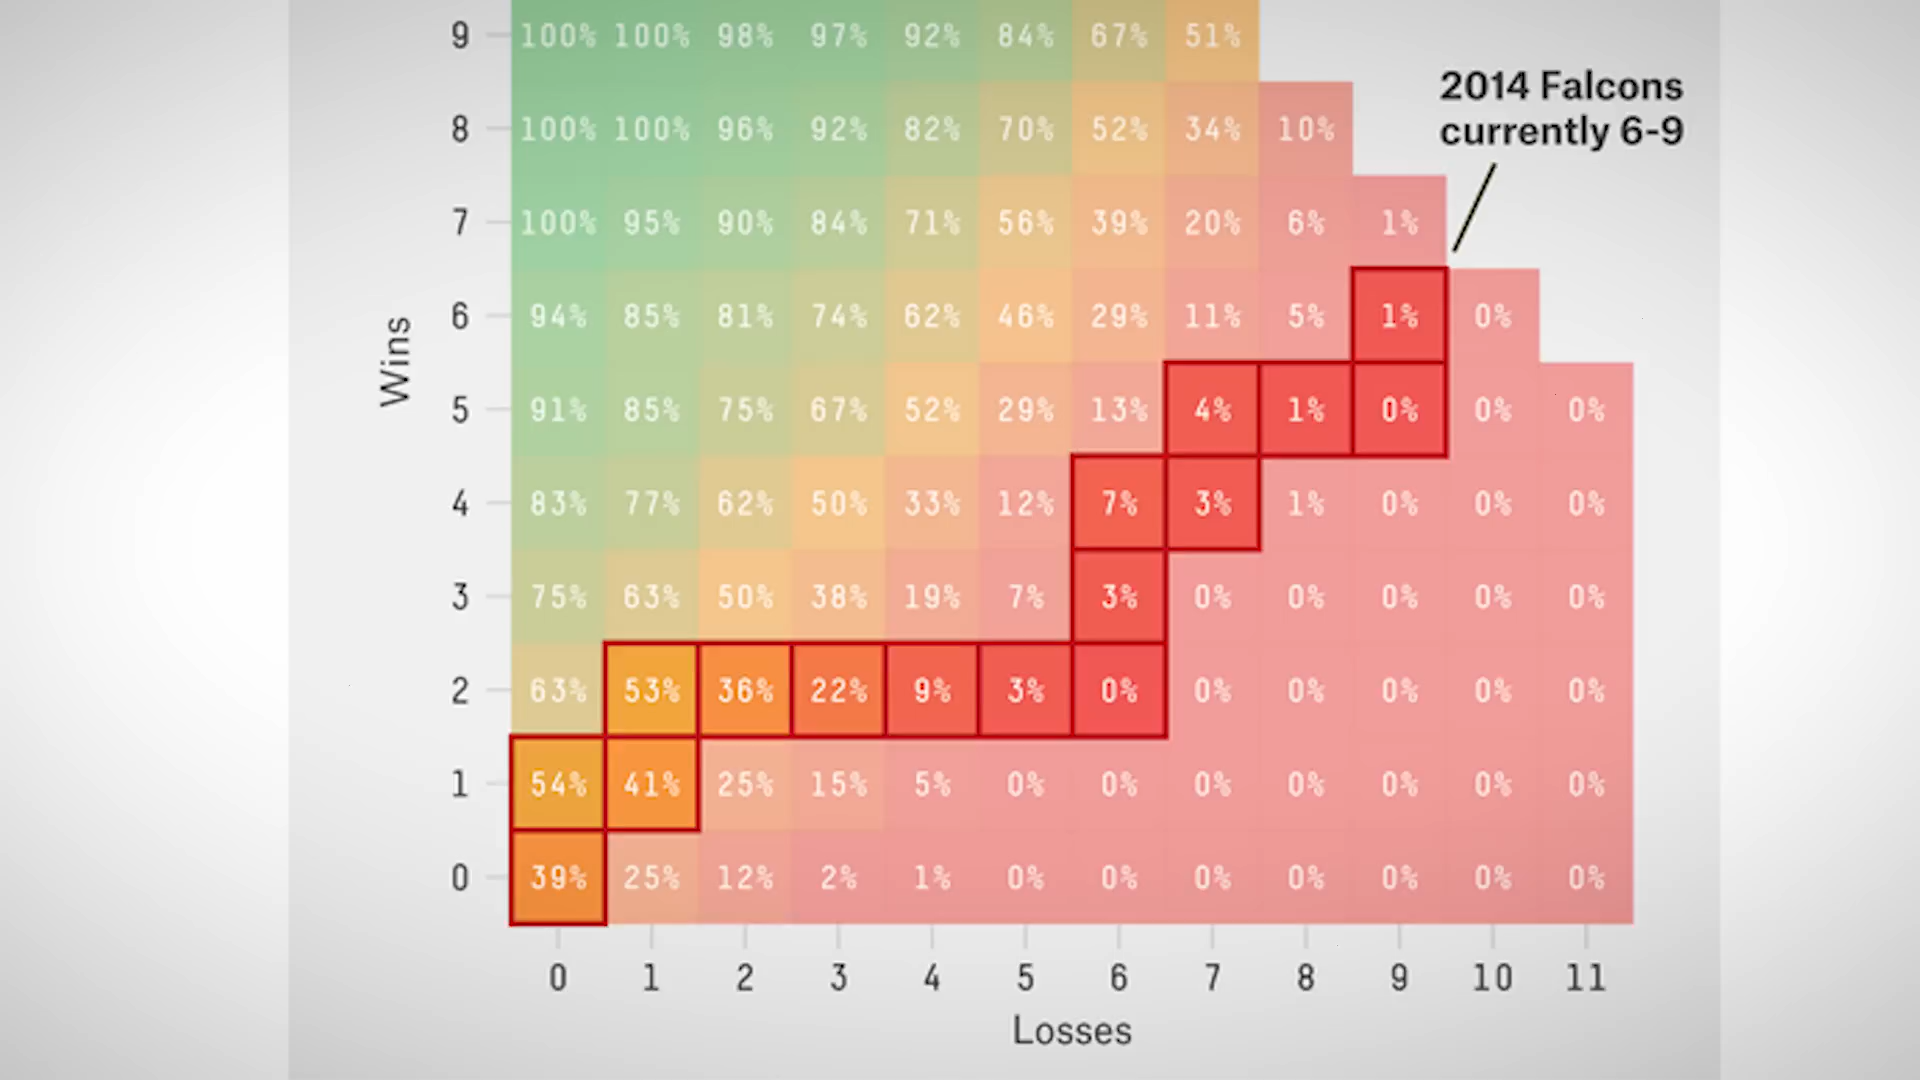 9 100% 100% 98% 97% 92% 84% 67% 51%
2014 Falcons
currently 6-9
8 100% 100% 96% 92% 82% 70% 52% 34% 10%
7 100% 95% 90% 84% 71% 56% 39% 20% 6% 1%
6 94% 85% 81% 74% 62% 46% 29% 11% 5% 1% 0%
Wins
5 91% 85% 75% 67% 52% 29% 13% 4% 1% 0% 0% 0%
4 83% 77% 62% 50% 33% 12% 7% 3% 1% 0% 0% 0%
3 75% 63% 50% 38% 19% 7% 3% 0% 0% 0% 0% 0%
2 63% 53% 36% 22% 9% 3% 0% 0% 0% 0% 0% 0%
1 54% 41% 25% 15% 5% 0% 0% 0% 0% 0% 0% 0%
0 39% 25% 12% 2% 1% 0% 0% 0% 0% 0% 0% 0%
0 1 2 3 4 5 6 7 8 9 10 11
Losses